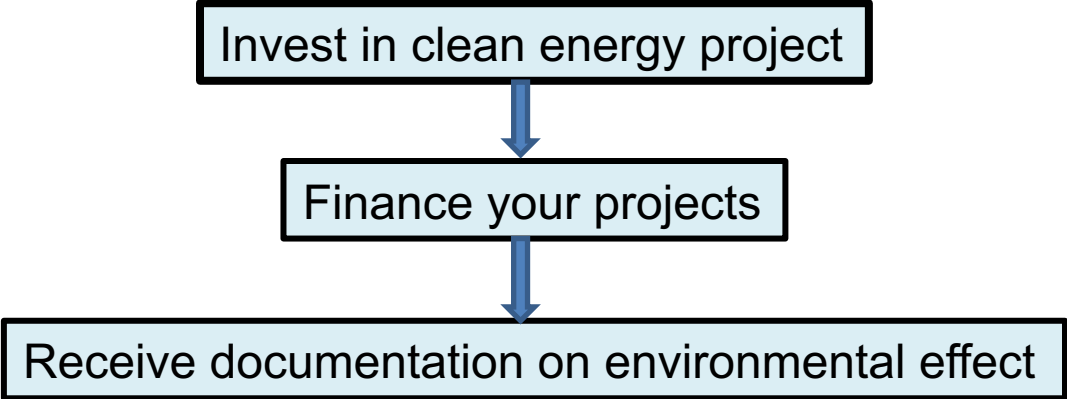 Invest in clean energy project
Finance your projects
Receive documentation on environmental effect